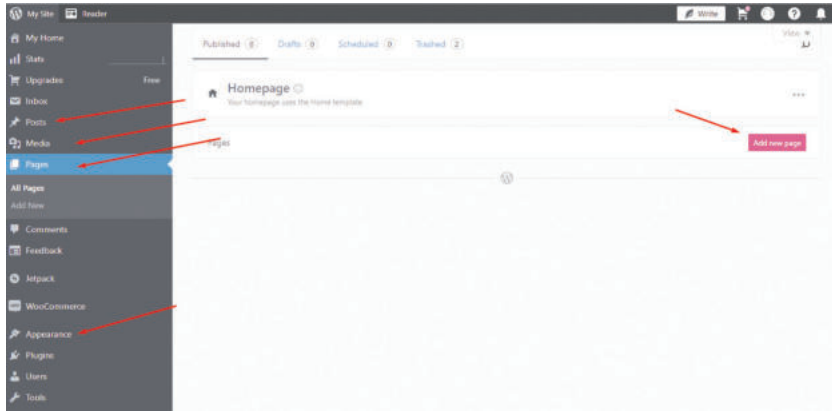 My Site Reader Write
My Home
Stats
Upgrades Free
Inbox
Posts
Media
Pages
All Pages
Add New
Comments
Feedback
Jetpack
WooCommerce
Appearance
Plugins
Users
Tools
View
Published Drafts Scheduled Trashed 2
Homepage
Your homepage uses the Home template
Pages Add new page